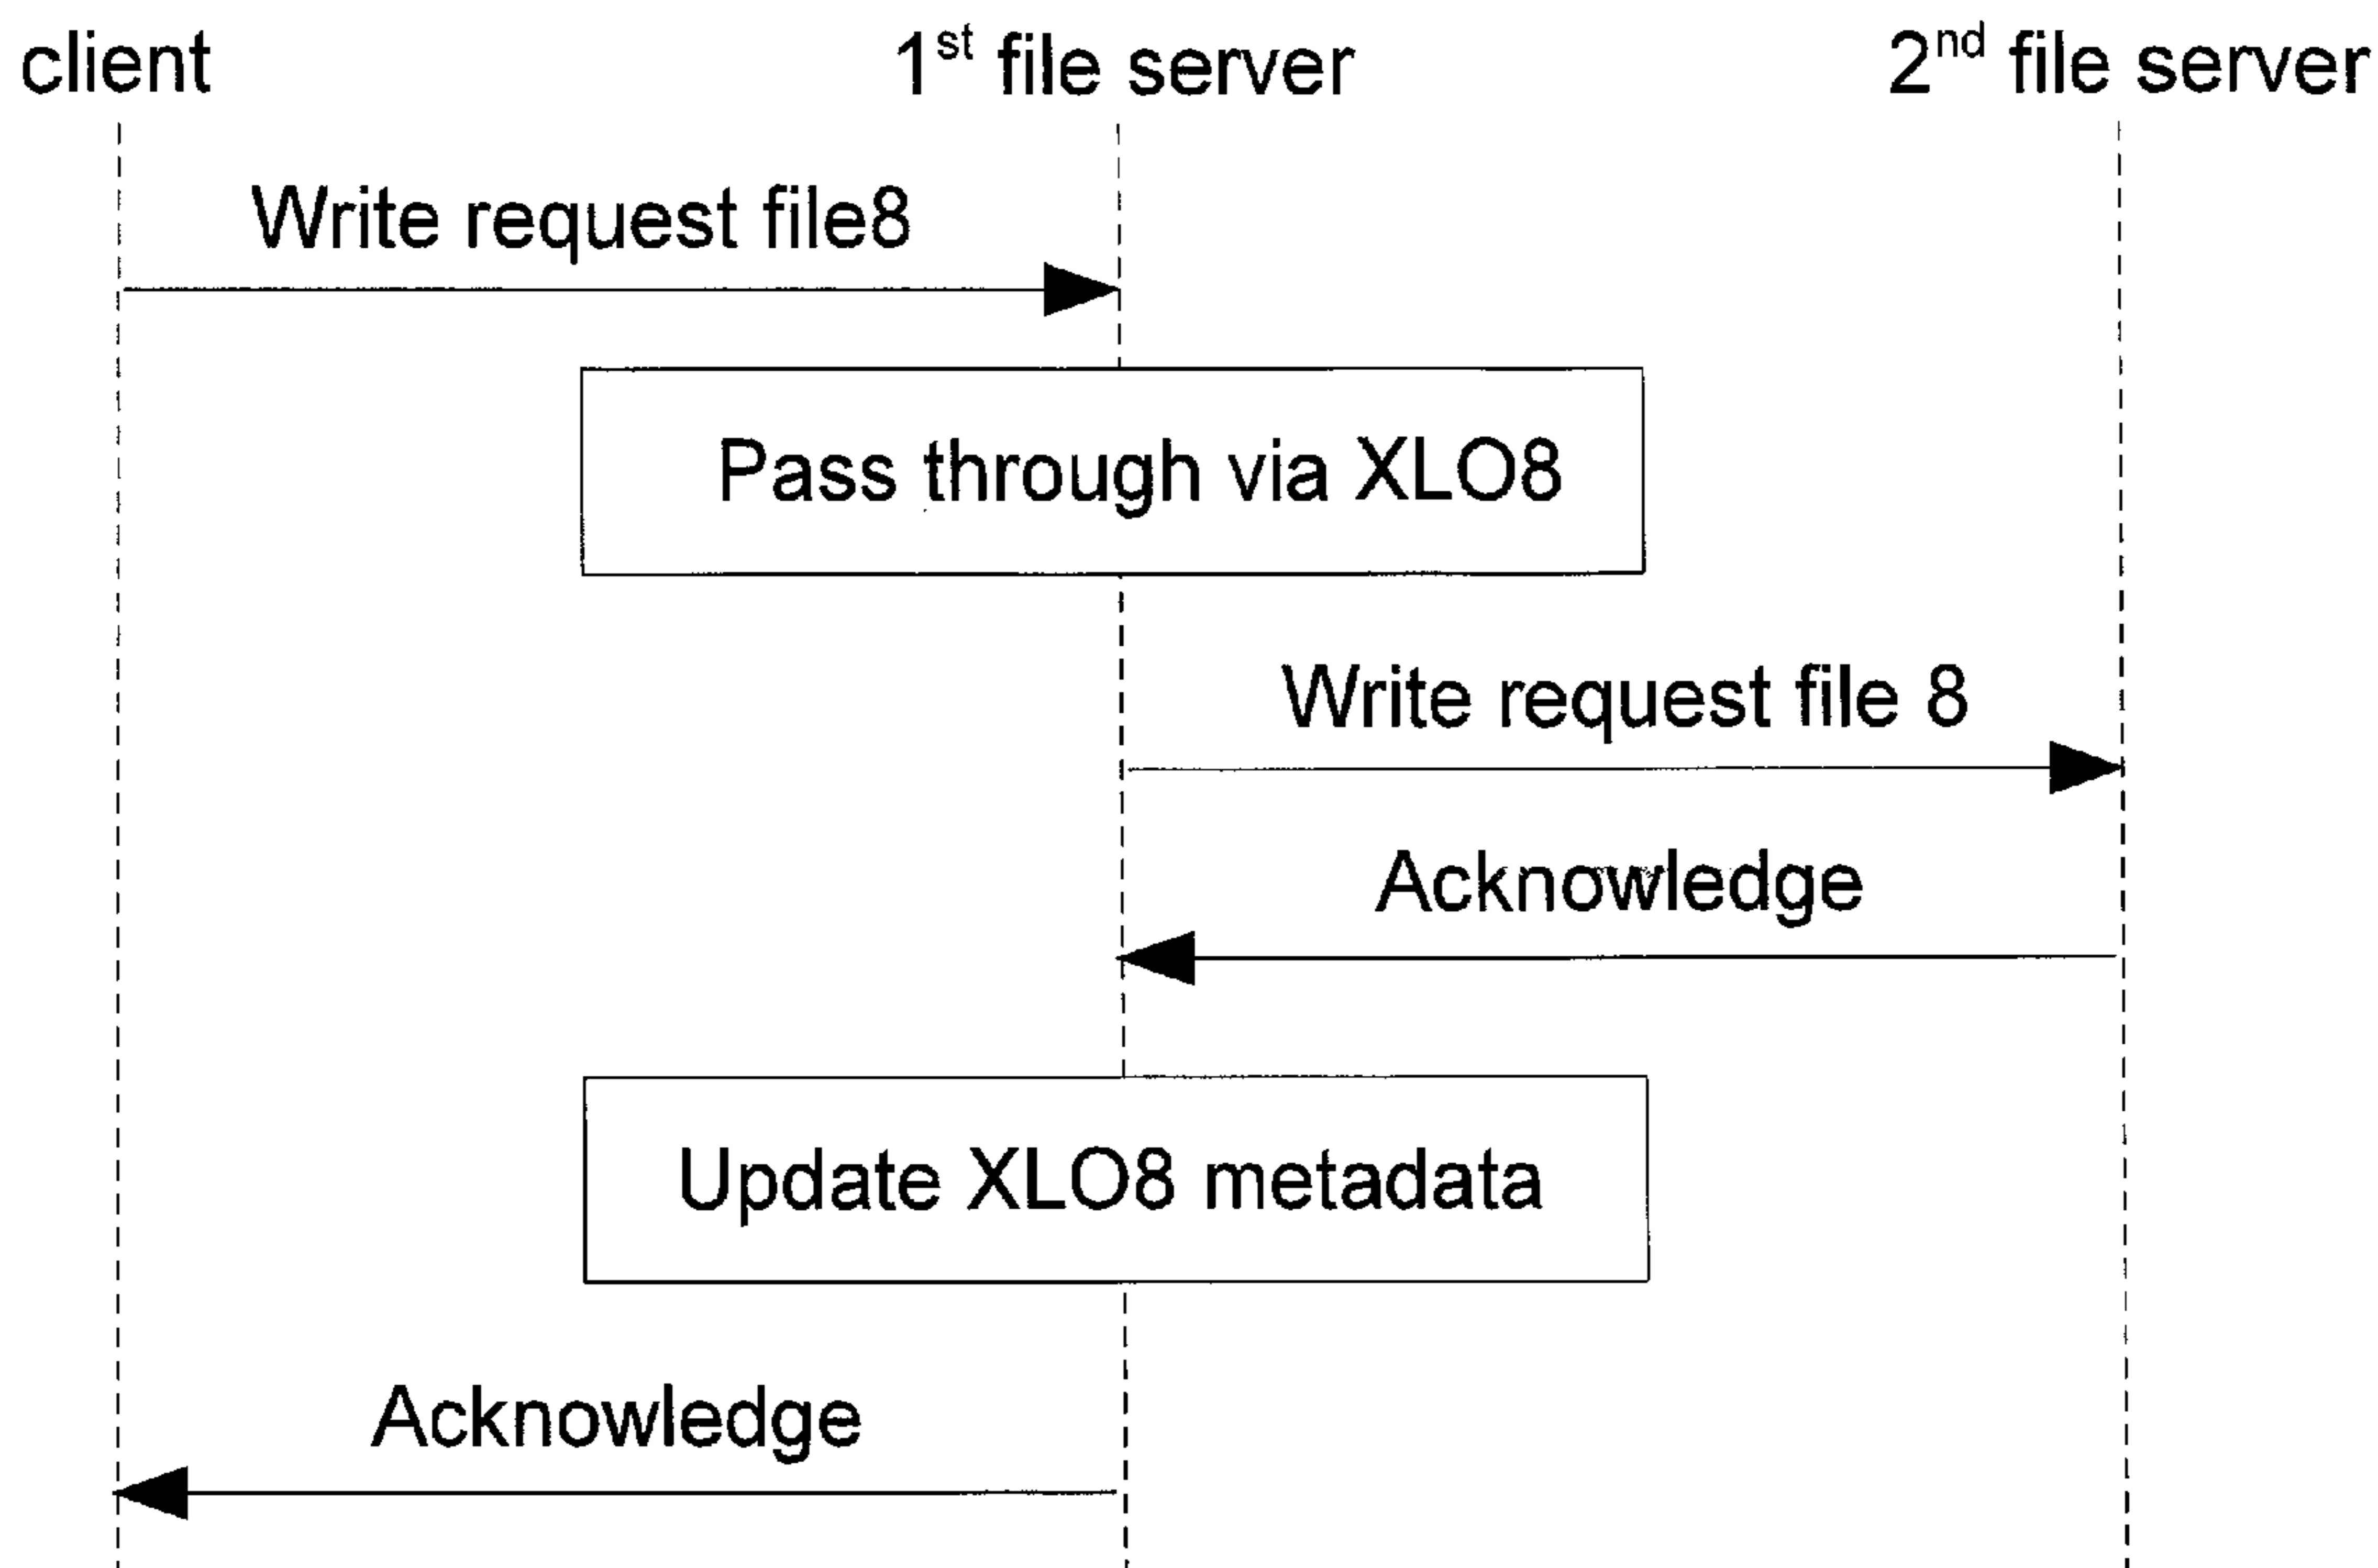 client
1st file server
2nd file server
Write request file8
Pass through via XLO8
Write request file 8
Acknowledge
Update XLO8 metadata
Acknowledge